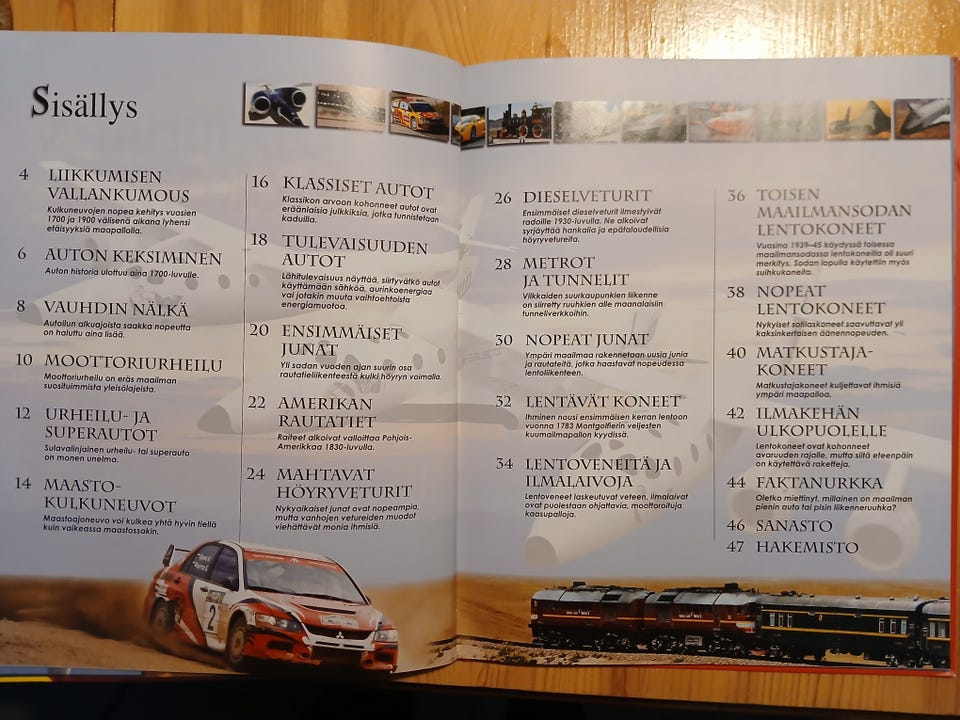 Sisällys
4 LIIKKUMISEN
VALLANKUMOUS
Kulkuneuvojen nopea kehitys vuosien
1700 ja 1900 välisenä aikana lyhensi
etäisyyksiä maapallolla.
6 AUTON KEKSIMINEN
Auton historia ulottuu aina 1700-luvulle.
8 VAUHDIN NÄLKÄ
Autoilun alkuajoista saakka nopeutta
on haluttu aina lisää.
10 MOOTTORIURHEILU
Moottoriurheilu on eräs maailman
suosituimmista yleisölajeista.
12 URHEILU- JA
SUPERAUTOT
Sulavalinjainen urheilu- tai superauto
on monen unelma.
14 MAASTO-
KULKUNEUVOT
Maastoajoneuvo voi kulkea yhtä hyvin tiellä
kuin vaikeassa maastossakin.
16 KLASSISET AUTOT
Klassikon arvoon kohonneet autot ovat
eräänlaisia julkkiksia, jotka tunnistetaan
kaduilla.
18 TULEVAISUUDEN
AUTOT
Lähitulevaisuus näyttää, siirtyvätkö autot
käyttämään sähköä, aurinkoenergiaa
vai jotakin muuta vaihtoehtoista
energiamuotoa.
20 ENSIMMÄISET
JUNAT
Yli sadan vuoden ajan suurin osa
rautatieliikenteestä kulki höyryn voimalla.
22 AMERIKAN
RAUTATIET
Raiteet alkoivat valloittaa Pohjois-
Amerikkaa 1830-luvulla.
24 MAHTAVAT
HÖYRYVETURIT
Nykyaikaiset junat ovat nopeampia,
mutta vanhojen vetureiden muodot
viehättävät monia ihmisiä.
26 DIESELVETURIT
Ensimmäiset dieselveturit ilmestyivät
radoille 1930-luvulla. Ne alkoivat
syrjäyttää hankalia ja epätaloudellisia
höyryvetureita.
28 METROT
JA TUNNELIT
Vilkkaiden suurkaupunkien liikenne
on siirretty ruuhkien alle maanalaisiin
tunneliverkkoihin.
30 NOPEAT JUNAT
Ympäri maailmaa rakennetaan uusia junia
ja rautateitä, jotka haastavat nopeudessa
lentoliikenteen.
32 LENTÄVÄT KONEET
Ihminen nousi ensimmäisen kerran lentoon
vuonna 1783 Montgolfierin veljesten
kuumailmapallon kyydissä.
34 LENTOVENEITÄ JA
ILMALAIVOJA
Lentoveneet laskeutuvat veteen, ilmalaivat
ovat puolestaan ohjattavia, moottoroituja
kaasupalloja.
36 TOISEN
MAAILMANSODAN
LENTOKONEET
Vuosina 1939–45 käydyssä toisessa
maailmansodassa lentokoneilla oli suuri
merkitys. Sodan lopulla käytettiin myös
suihkukoneita.
38 NOPEAT
LENTOKONEET
Nykyiset sotilaskoneet saavuttavat yli
kaksinkertaisen äänennopeuden.
40 MATKUSTAJA-
KONEET
Matkustajakoneet kuljettavat ihmisiä
ympäri maapalloa.
42 ILMAKEHÄN
ULKOPUOLELLE
Lentokoneet ovat kohonneet
avaruuden rajalle, mutta siitä eteenpäin
on käytettävä raketteja.
44 FAKTANURKKA
Oletko miettinyt, millainen on maailman
pienin auto tai pisin liikenneruuhka?
46 SANASTO
47 HAKEMISTO
2